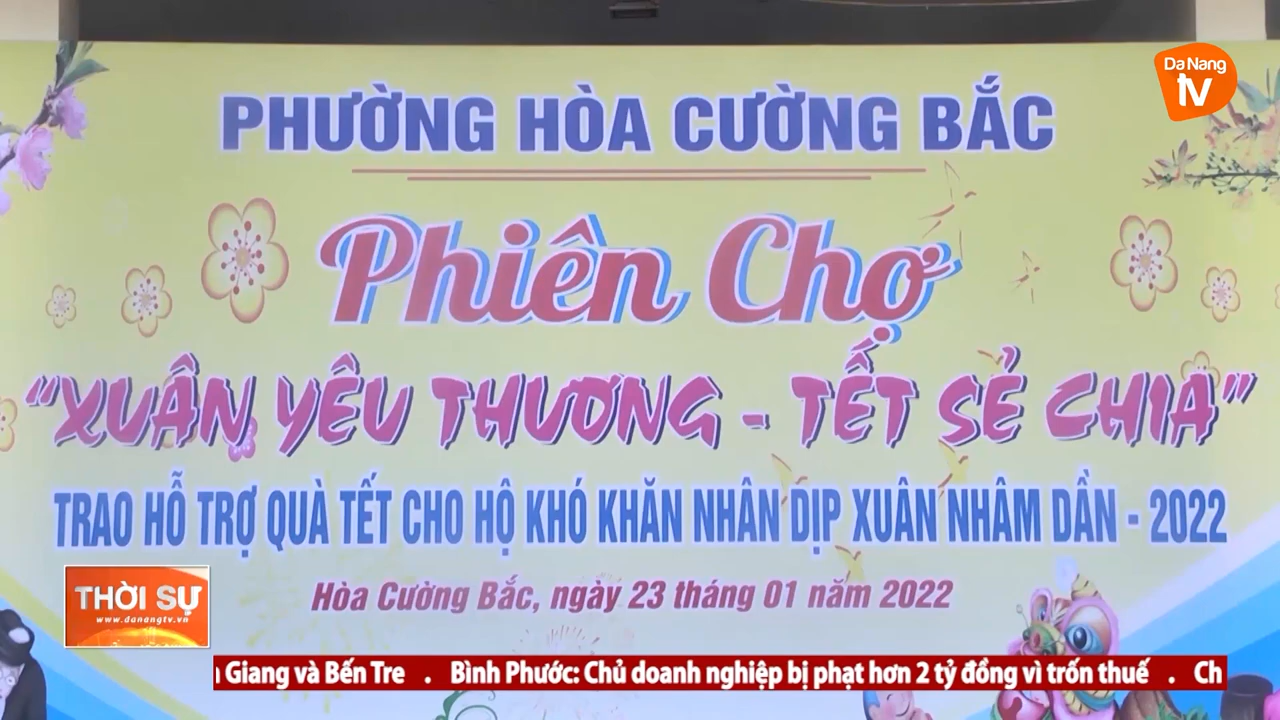 Da Nang
tv
PHƯỜNG HÒA CƯỜNG BẮC
Phiên Chợ
"XUÂN YÊU THƯƠNG - TẾT SẺ CHIA"
TRAO HỖ TRỢ QUÀ TẾT CHO HỘ KHÓ KHĂN NHÂN DỊP XUÂN NHÂM DẦN - 2022
Hòa Cường Bắc, ngày 23 tháng 01 năm 2022
THỜI SỰ
www.danangtv.vn
Giang và Bến Tre . Bình Phước: Chủ doanh nghiệp bị phạt hơn 2 tỷ đồng vì trốn thuế . Ch